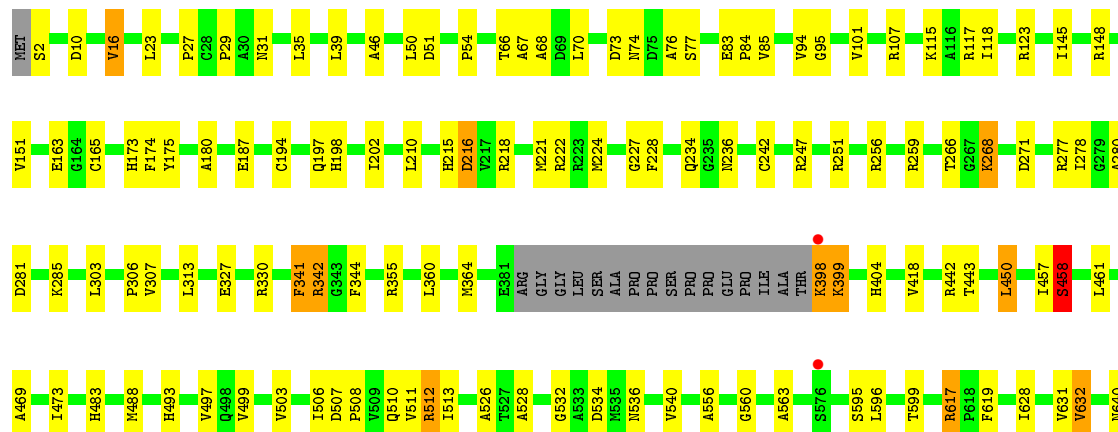 MET S2 D10 V16 L23 P27 C28 P29 A30 N31 L35 L39 A46 L50 D51 P54 T66 A67 A68 D69 L70 D73 N74 D75 A76 S77 E83 P84 V85 V94 G95 V101 R107 K115 A116 R117 I118 R123 I145 R148
V151 E163 G164 C165 H173 F174 Y175 A180 E187 C194 Q197 H198 I202 L210 H215 D216 V217 R218 M221 R222 R223 M224 G227 F228 Q234 G235 N236 C242 R247 R251 R256 R259 T266 G267 K268 D271 R277 I278 G279 A280
D281 K285 L303 P306 V307 L313 E327 R330 F341 R342 G343 F344 R355 L360 M364 E381 ARG GLY GLY LEU SER ALA PRO PRO SER PRO PRO GLU PRO ILE ALA THR K398 K399 H404 V418 R442 T443 L450 I457 S458 L461
A469 I473 H483 M488 H493 V497 Q498 V499 V503 I506 D507 P508 V509 Q510 V511 R512 I513 A526 T527 A528 G532 A533 D534 M535 N536 V540 A556 G560 A563 S576 S595 L596 T599 R617 P618 F619 I628 V631 V632